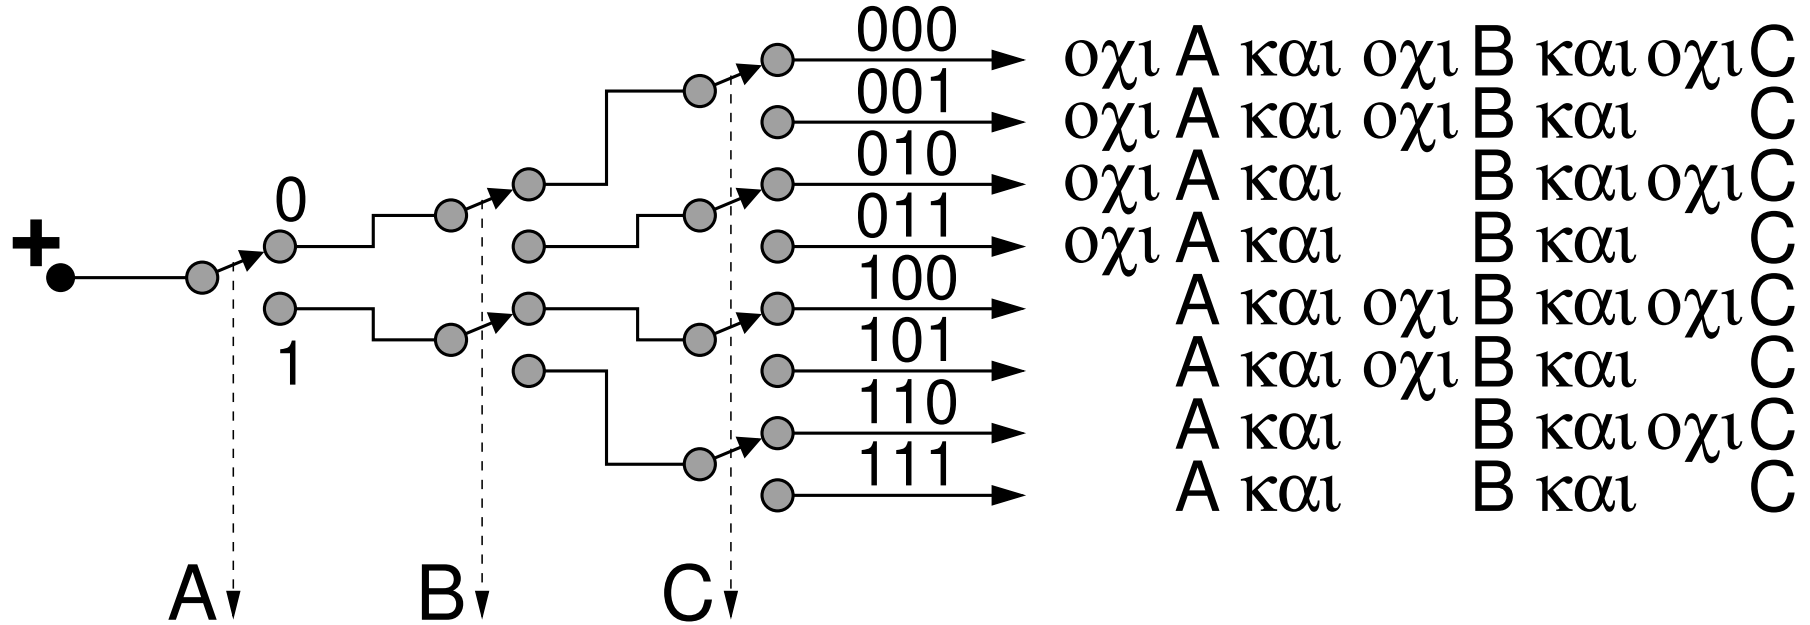 000 οχι A και οχι B και οχι C
001 οχι A και οχι B και C
010 οχι A και B και οχι C
011 οχι A και B και C
100 A και οχι B και οχι C
101 A και οχι B και C
110 A και B και οχι C
111 A και B και C
+
0
1
A B C